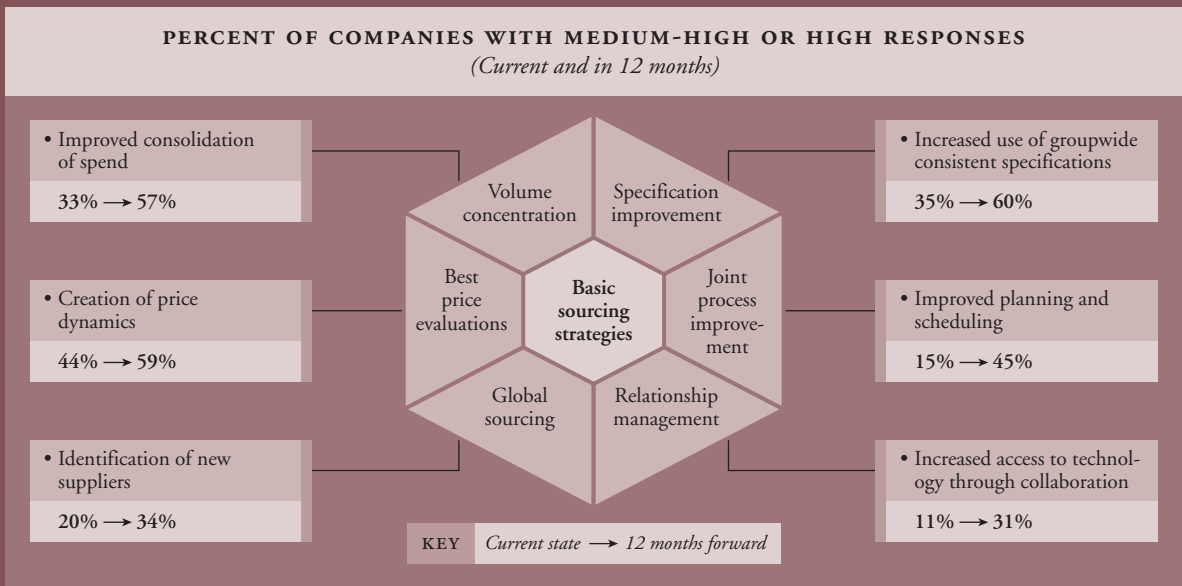 PERCENT OF COMPANIES WITH MEDIUM-HIGH OR HIGH RESPONSES
(Current and in 12 months)
• Improved consolidation
of spend
33% → 57%
• Creation of price
dynamics
44% → 59%
• Identification of new
suppliers
20% → 34%
Volume
concentration
Specification
improvement
Best
price
evaluations
Basic
sourcing
strategies
Joint
process
improve-
ment
Global
sourcing
Relationship
management
• Increased use of groupwide
consistent specifications
35% → 60%
• Improved planning and
scheduling
15% → 45%
• Increased access to technol-
ogy through collaboration
11% → 31%
KEY Current state → 12 months forward